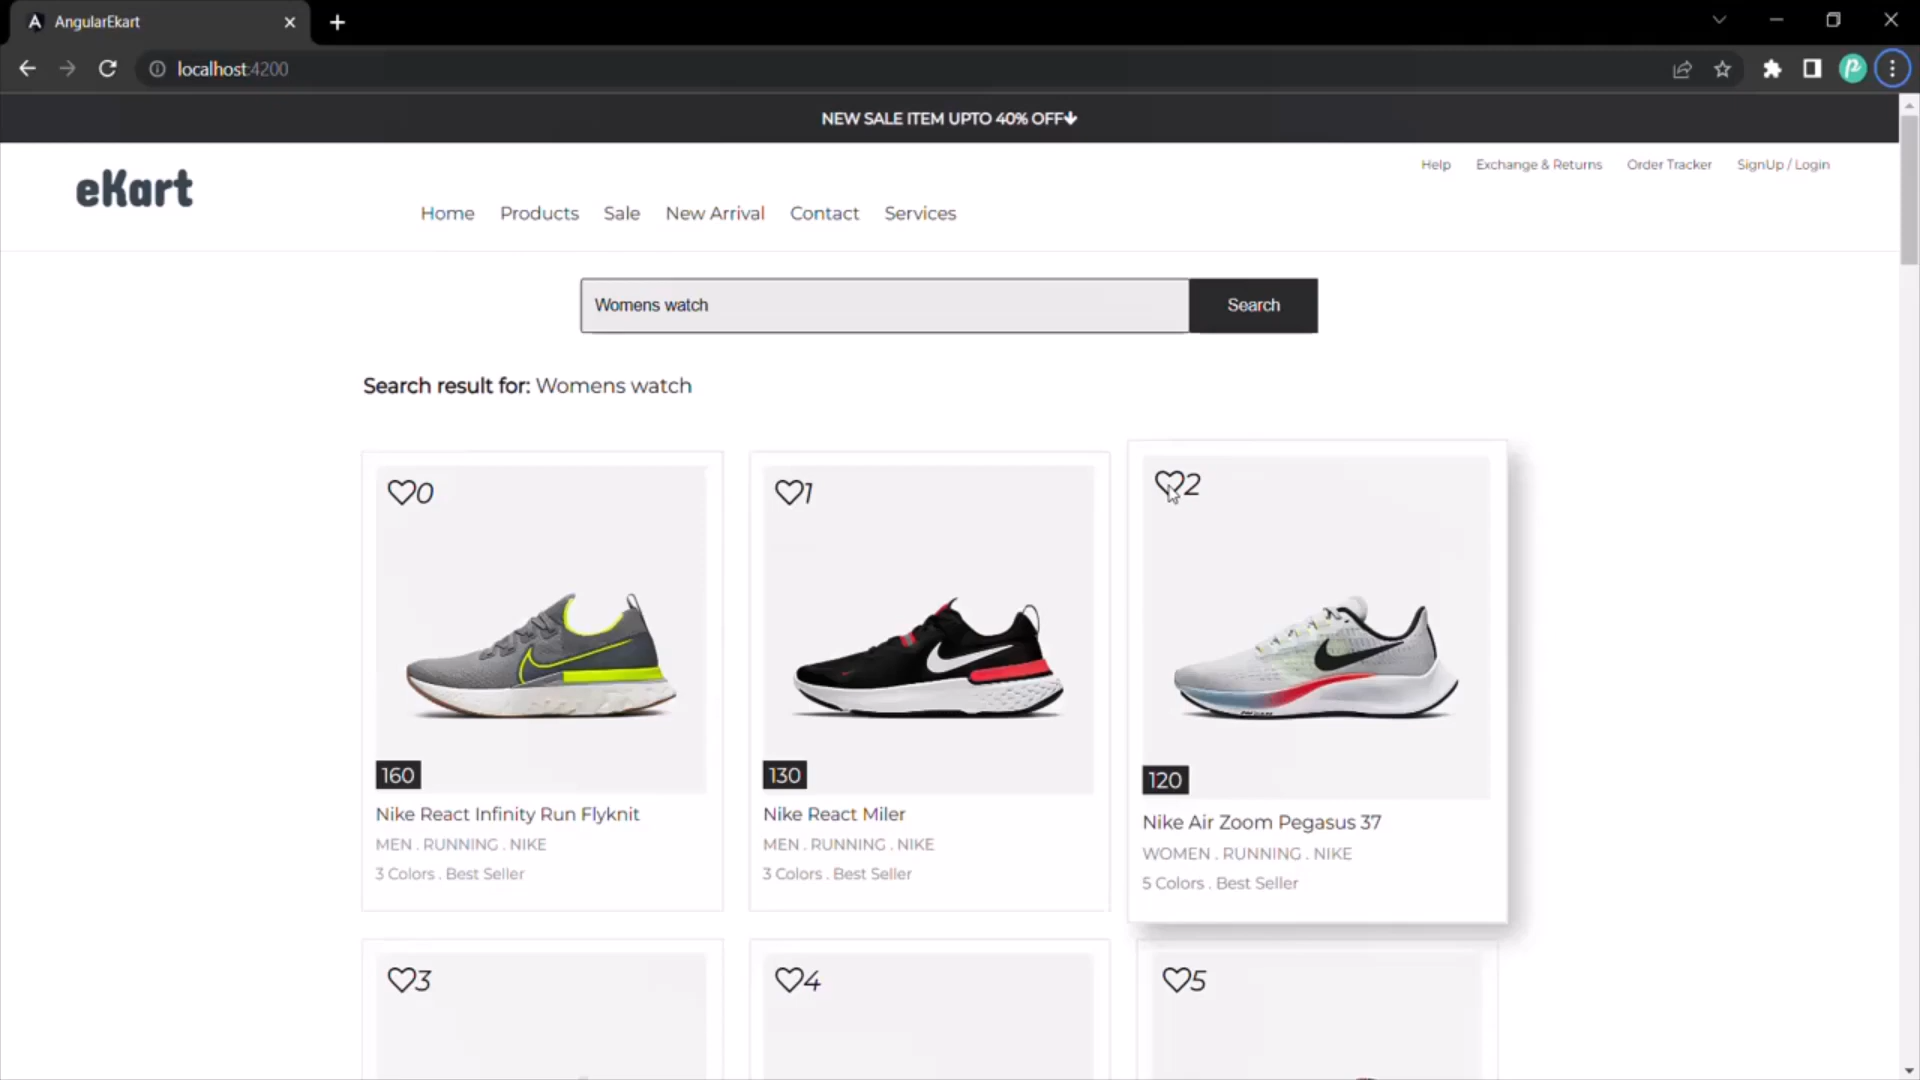 AngularEkart
localhost:4200
NEW SALE ITEM UPTO 40% OFF
Help Exchange & Returns Order Tracker SignUp / Login
eKart
Home Products Sale New Arrival Contact Services
Womens watch Search
Search result for: Womens watch
0 1 2
160 130 120
Nike React Infinity Run Flyknit
MEN . RUNNING . NIKE
3 Colors . Best Seller
Nike React Miler
MEN . RUNNING . NIKE
3 Colors . Best Seller
Nike Air Zoom Pegasus 37
WOMEN . RUNNING . NIKE
5 Colors . Best Seller
3 4 5